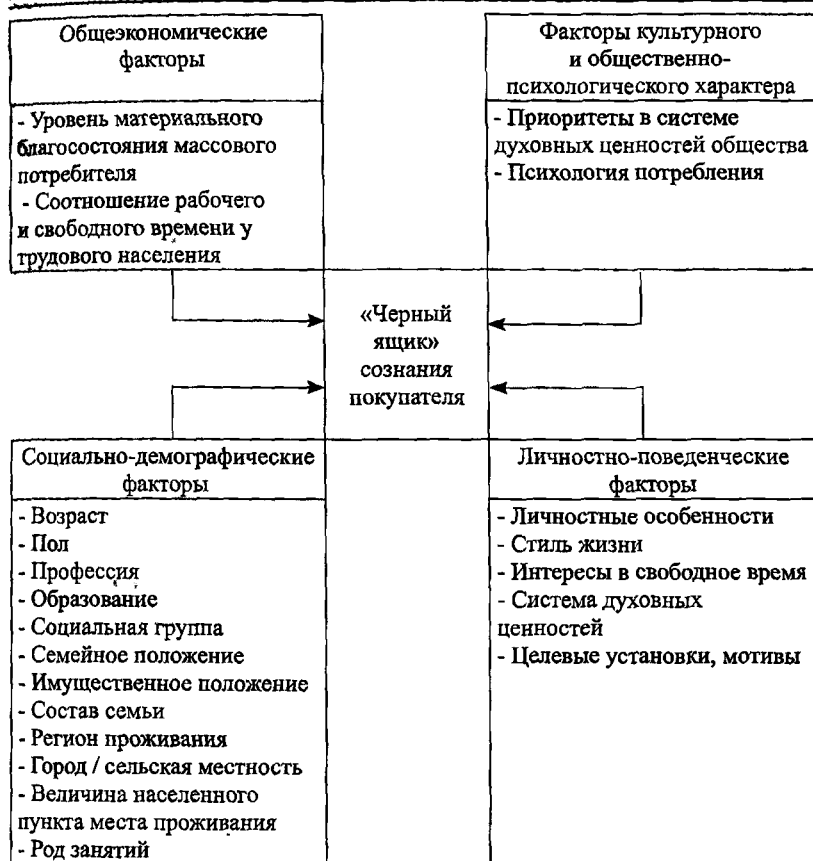 Общеэкономические
факторы
- Уровень материального
благосостояния массового
потребителя
- Соотношение рабочего
и свободного времени у
трудового населения
Факторы культурного
и общественно-
психологического характера
- Приоритеты в системе
духовных ценностей общества
- Психология потребления
«Черный
ящик»
сознания
покупателя
Социально-демографические
факторы
- Возраст
- Пол
- Профессия
- Образование
- Социальная группа
- Семейное положение
- Имущественное положение
- Состав семьи
- Регион проживания
- Город / сельская местность
- Величина населенного
пункта места проживания
- Род занятий
Личностно-поведенческие
факторы
- Личностные особенности
- Стиль жизни
- Интересы в свободное время
- Система духовных
ценностей
- Целевые установки, мотивы